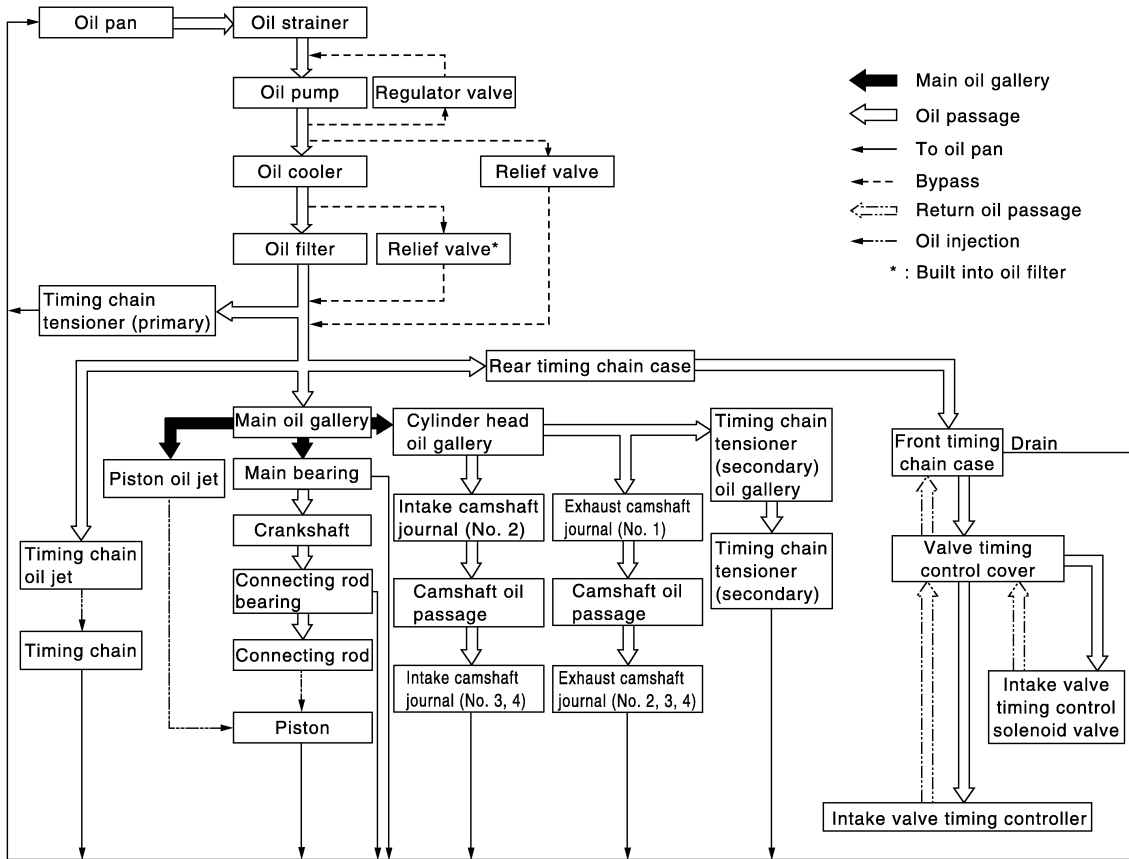 Oil pan
Oil strainer
Oil pump
Regulator valve
Main oil gallery
Oil passage
To oil pan
Oil cooler
Relief valve
Bypass
Return oil passage
Oil filter
Relief valve*
Oil injection
* : Built into oil filter
Timing chain
tensioner (primary)
Rear timing chain case
Main oil gallery
Cylinder head
oil gallery
Timing chain
tensioner
(secondary)
oil gallery
Front timing
chain case
Drain
Piston oil jet
Main bearing
Intake camshaft
journal (No. 2)
Exhaust camshaft
journal (No. 1)
Crankshaft
Timing chain
oil jet
Timing chain
tensioner
(secondary)
Valve timing
control cover
Connecting rod
bearing
Camshaft oil
passage
Camshaft oil
passage
Timing chain
Connecting rod
Intake camshaft
journal (No. 3, 4)
Exhaust camshaft
journal (No. 2, 3, 4)
Intake valve
timing control
solenoid valve
Piston
Intake valve timing controller